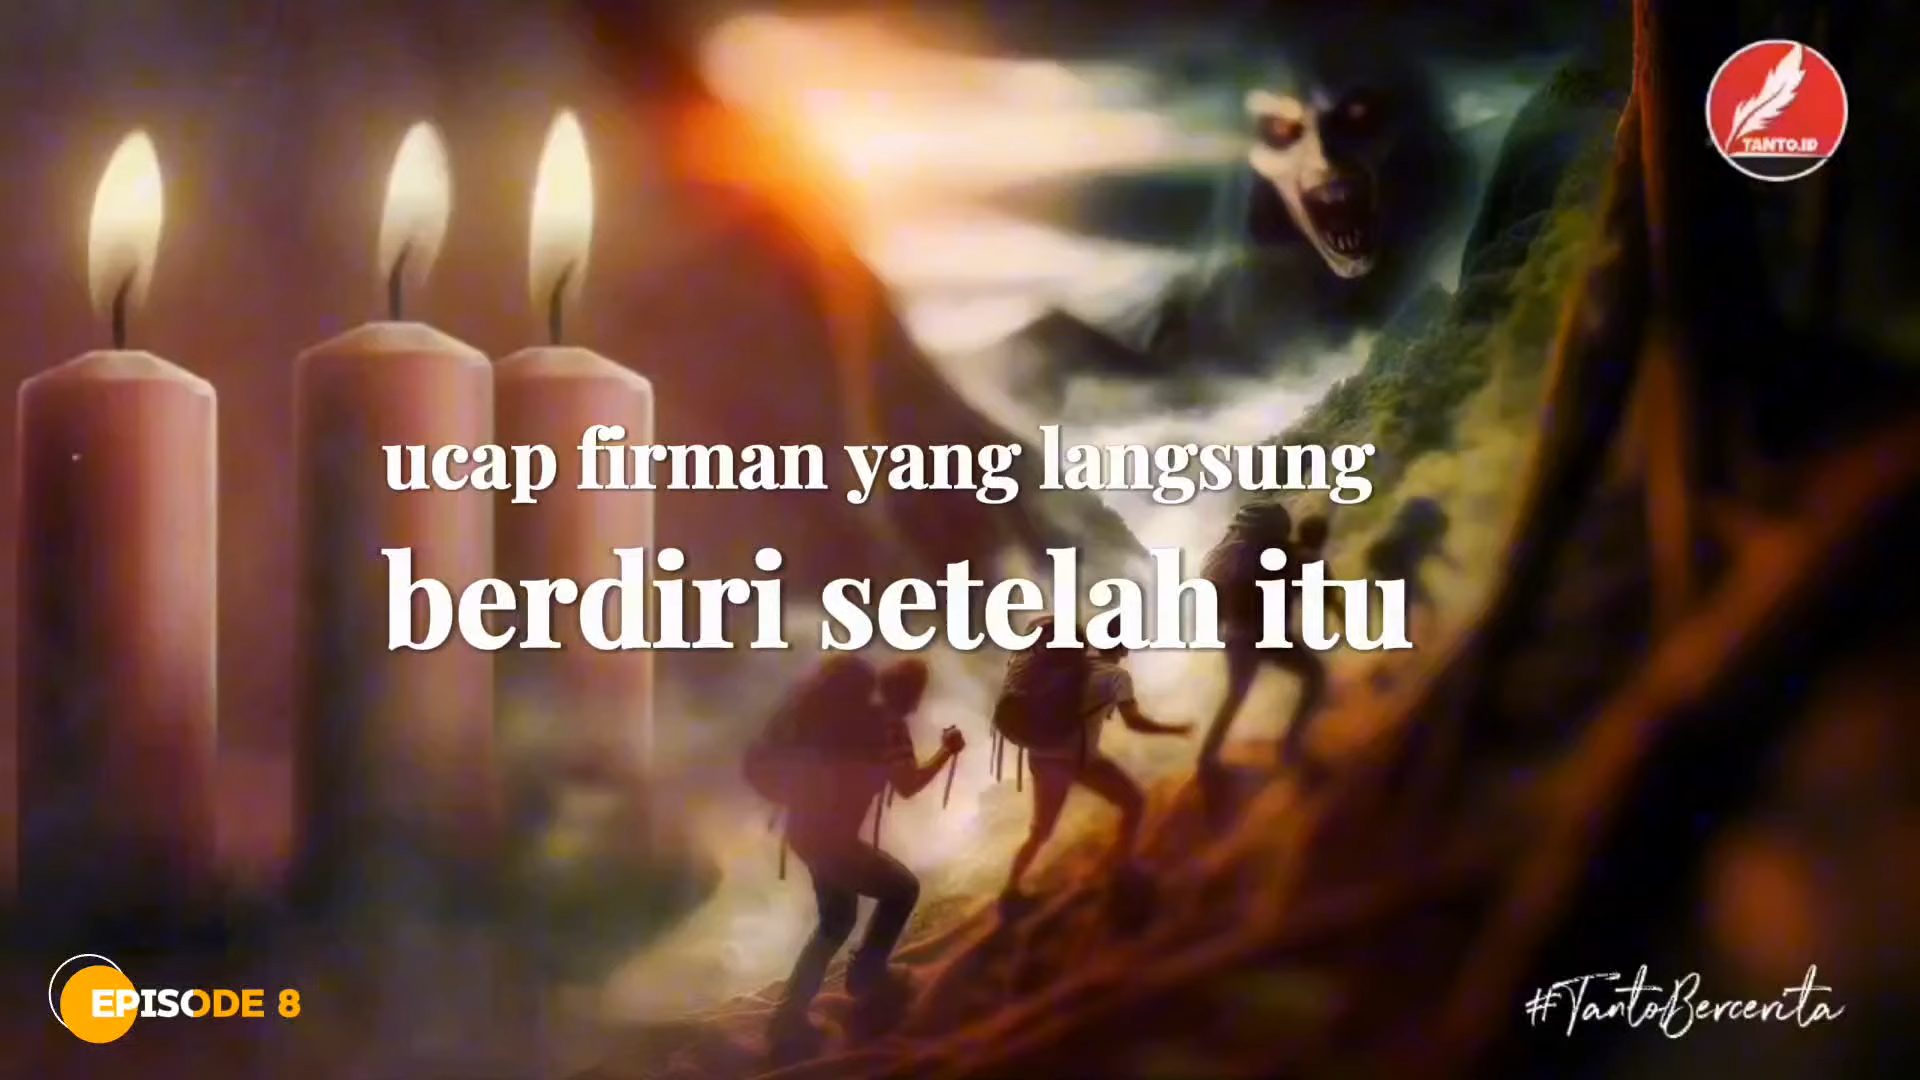 TANTO.ID
ucap firman yang langsung
berdiri setelah itu
EPISODE 8
#TantoBercerita